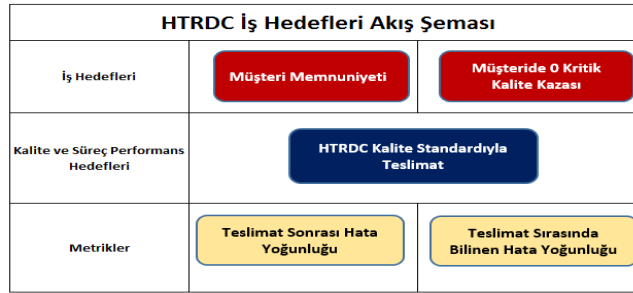 HTRDC İş Hedefleri Akış Şeması
İş Hedefleri
Müşteri Memnuniyeti
Müşteride 0 Kritik
Kalite Kazası
Kalite ve Süreç Performans
Hedefleri
HTRDC Kalite Standardıyla
Teslimat
Metrikler
Teslimat Sonrası Hata
Yoğunluğu
Teslimat Sırasında
Bilinen Hata Yoğunluğu